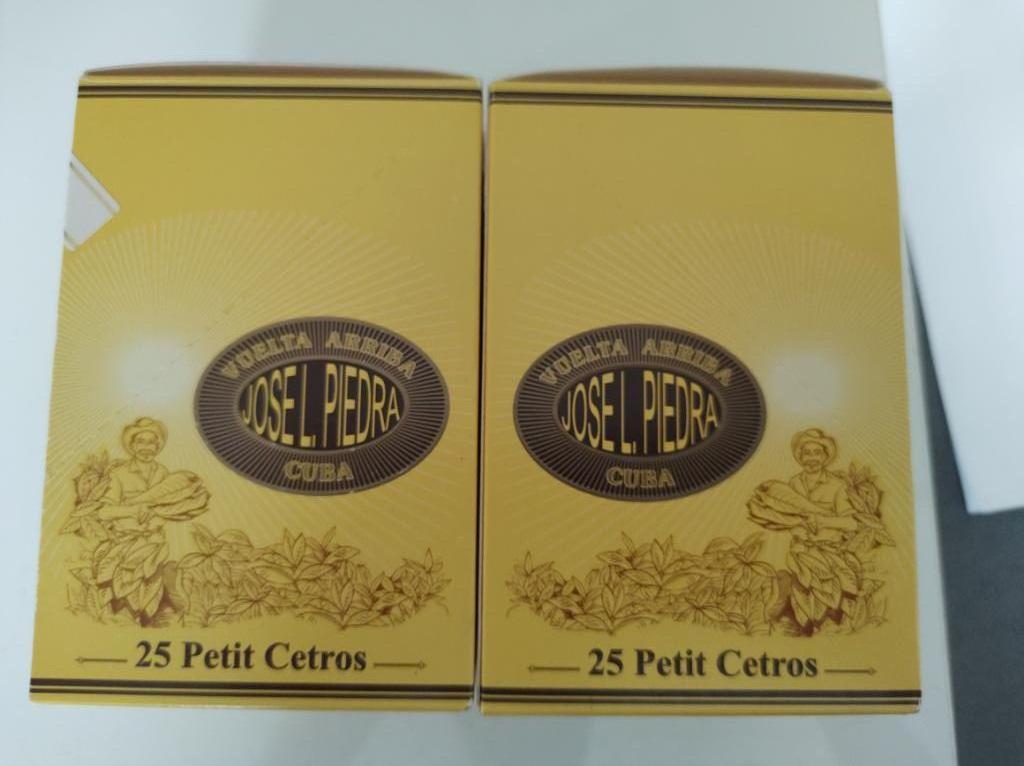 VUELTA ARRIBA
JOSE L. PIEDRA
CUBA
25 Petit Cetros
VUELTA ARRIBA
JOSE L. PIEDRA
CUBA
25 Petit Cetros